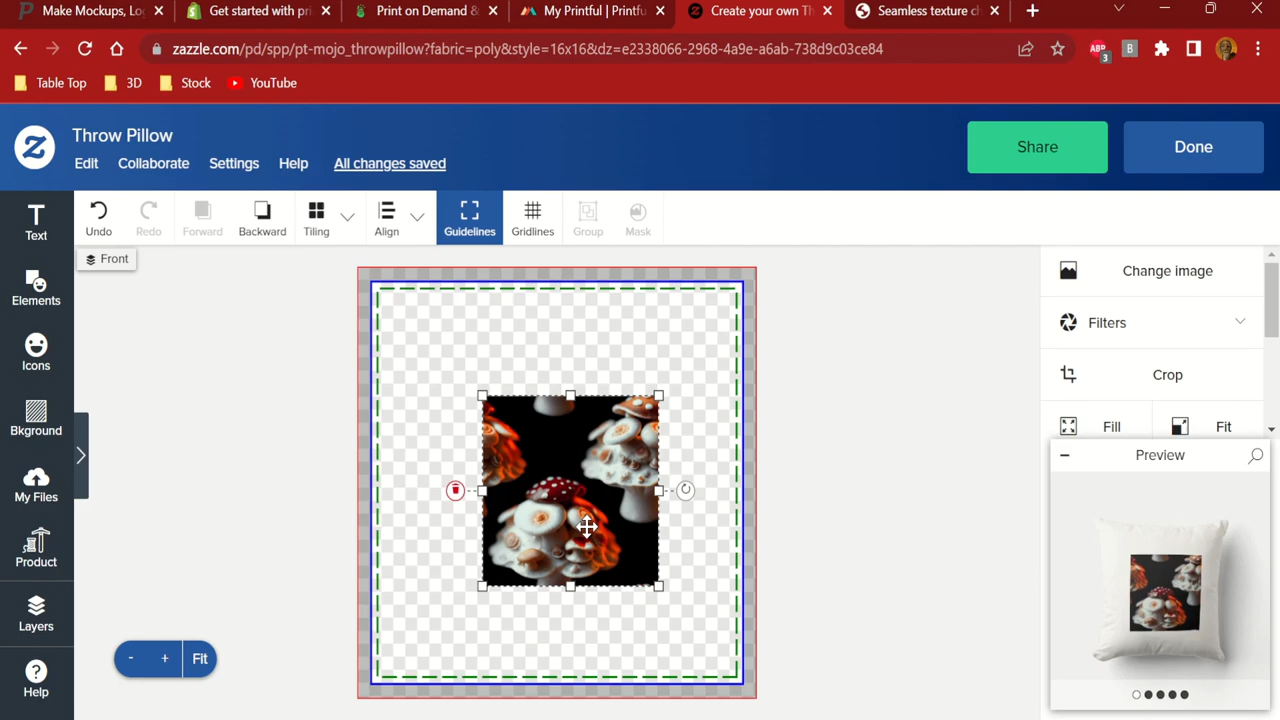 Make Mockups, Lo
Get started with pri
Print on Demand &
My Printful | Printfu
Create your own Th
Seamless texture ch
zazzle.com/pd/spp/pt-mojo_throwpillow?fabric=poly&style=16x16&dz=e2338066-2968-4a9e-a6ab-738d9c03ce84
ABP
3
B
Table Top
3D
Stock
YouTube
Z
Throw Pillow
Edit
Collaborate
Settings
Help
All changes saved
Share
Done
Text
Elements
Icons
Bkground
My Files
Product
Layers
Help
Undo
Redo
Forward
Backward
Tiling
Align
Guidelines
Gridlines
Group
Mask
Front
Change image
Filters
Crop
Fill
Fit
Preview
- + Fit